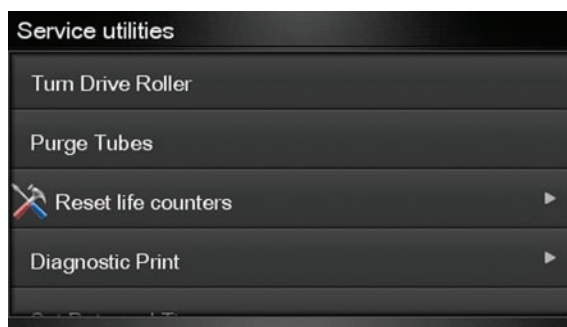 Service utilities
Turn Drive Roller
Purge Tubes
Reset life counters
Diagnostic Print